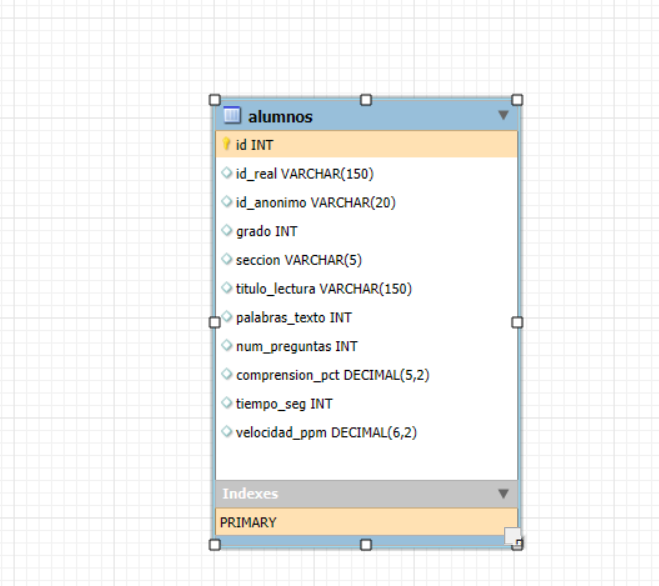 alumnos
id INT
id_real VARCHAR(150)
id_anonimo VARCHAR(20)
grado INT
seccion VARCHAR(5)
titulo_lectura VARCHAR(150)
palabras_texto INT
num_preguntas INT
comprension_pct DECIMAL(5,2)
tiempo_seg INT
velocidad_ppm DECIMAL(6,2)
Indexes
PRIMARY